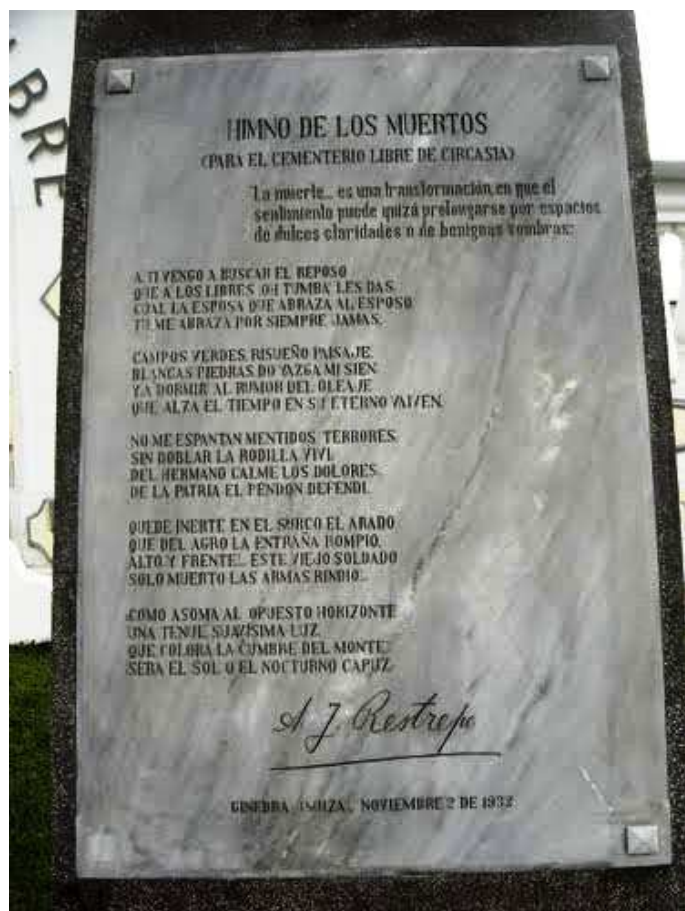 BRE
HIMNO DE LOS MUERTOS
(PARA EL CEMENTERIO LIBRE DE CIRCASIA)
"La muerte... es una transformación en que el
sentimiento puede quizá prolongarse por espacios
de dulces claridades o de benignas sombras."
A TI VENGO A BUSCAR EL REPOSO
QUE A LOS LIBRES, OH TUMBA LES DAS,
CUAL LA ESPOSA QUE ABRAZA AL ESPOSO
TU ME ABRAZA POR SIEMPRE JAMAS.
CAMPOS VERDES, RISUEÑO PAISAJE,
BLANCAS PIEDRAS DO YAZGA MI SIEN
Y A DORMIR AL RUMOR DEL OLEAJE
QUE ALZA EL TIEMPO EN SU ETERNO VAIVEN.
NO ME ESPANTAN MENTIDOS TERRORES,
SIN DOBLAR LA RODILLA VIVI,
DEL HERMANO CALME LOS DOLORES,
DE LA PATRIA EL PENDON DEFENDI.
QUEDE INERTE EN EL SURCO EL ARADO
QUE DEL AGRO LA ENTRAÑA ROMPIO,
ALTO Y FRENTE... ESTE VIEJO SOLDADO
SOLO MUERTO LAS ARMAS RINDIO...
COMO ASOMA AL OPUESTO HORIZONTE
UNA TENUE SUAVISIMA LUZ,
QUE COLORA LA CUMBRE DEL MONTE:
SERA EL SOL O EL NOCTURNO CAPUZ.
A. J. Restrepo
GINEBRA, (SUIZA), NOVIEMBRE 2 DE 1932